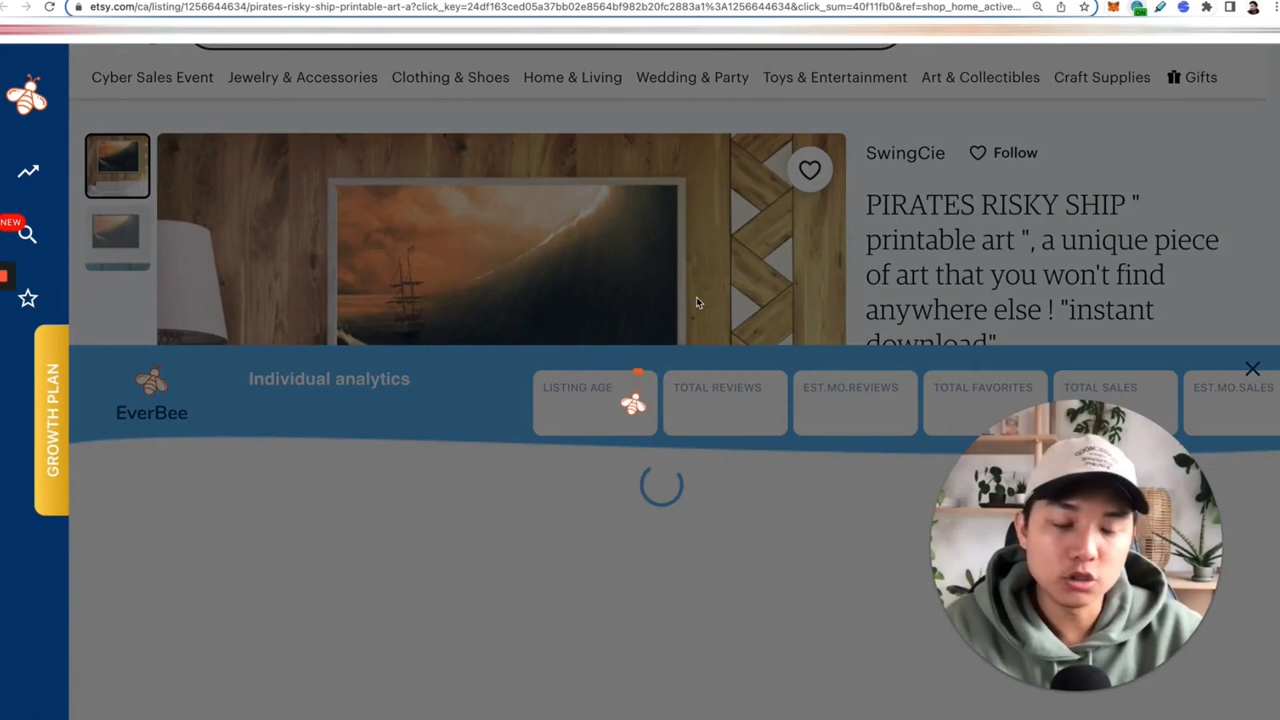 etsy.com/ca/listing/1256644634/pirates-risky-ship-printable-art-a?click_key=24df163ced05a37bb02e8564bf982b20fc2883a1%3A1256644634&click_sum=40f11fb0&ref=shop_home_active...
Cyber Sales Event Jewelry & Accessories Clothing & Shoes Home & Living Wedding & Party Toys & Entertainment Art & Collectibles Craft Supplies Gifts
SwingCie Follow
PIRATES RISKY SHIP "
printable art ", a unique piece
of art that you won't find
anywhere else ! "instant
download"
NEW
GROWTH PLAN
EverBee
Individual analytics
LISTING AGE TOTAL REVIEWS EST.MO.REVIEWS TOTAL FAVORITES TOTAL SALES EST.MO.SALES
ON